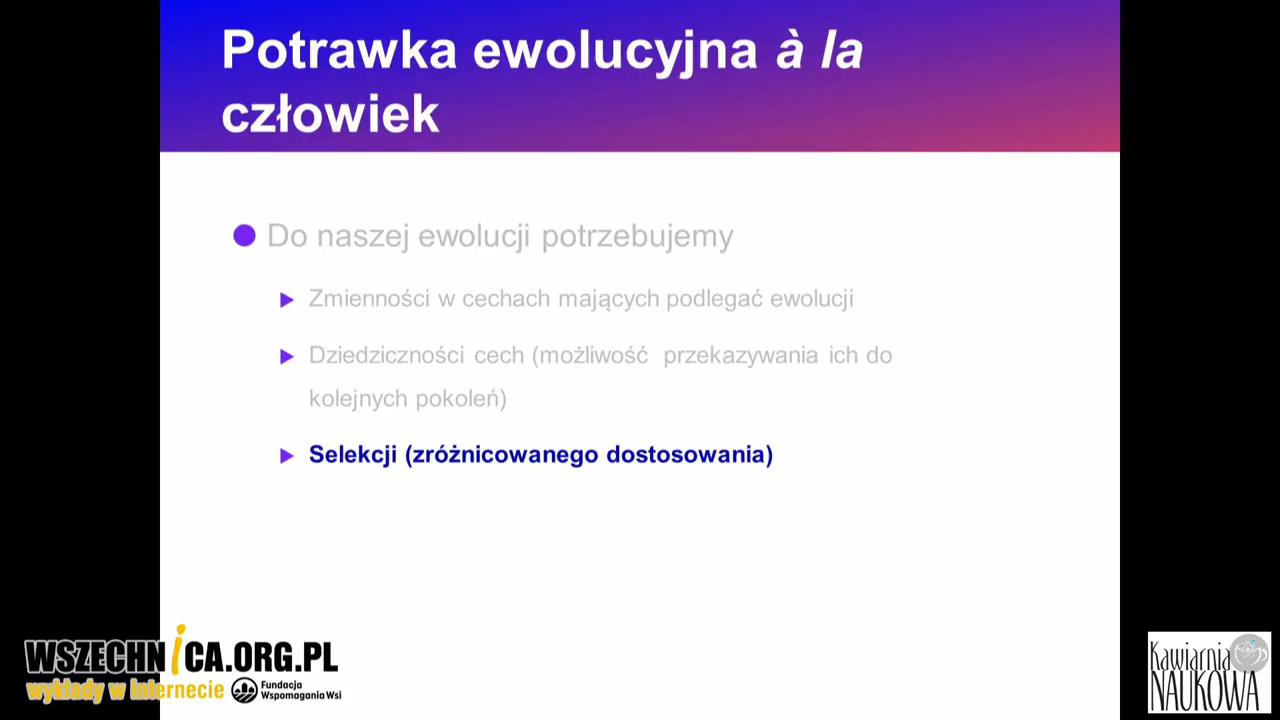 Potrawka ewolucyjna à la
człowiek
Do naszej ewolucji potrzebujemy
Zmienności w cechach mających podlegać ewolucji
Dziedziczności cech (możliwość przekazywania ich do
kolejnych pokoleń)
Selekcji (zróżnicowanego dostosowania)
WSZECHNiCA.ORG.PL
wykłady w internecie
Fundacja
Wspomagania Wsi
Kawiarnia
NAUKOWA